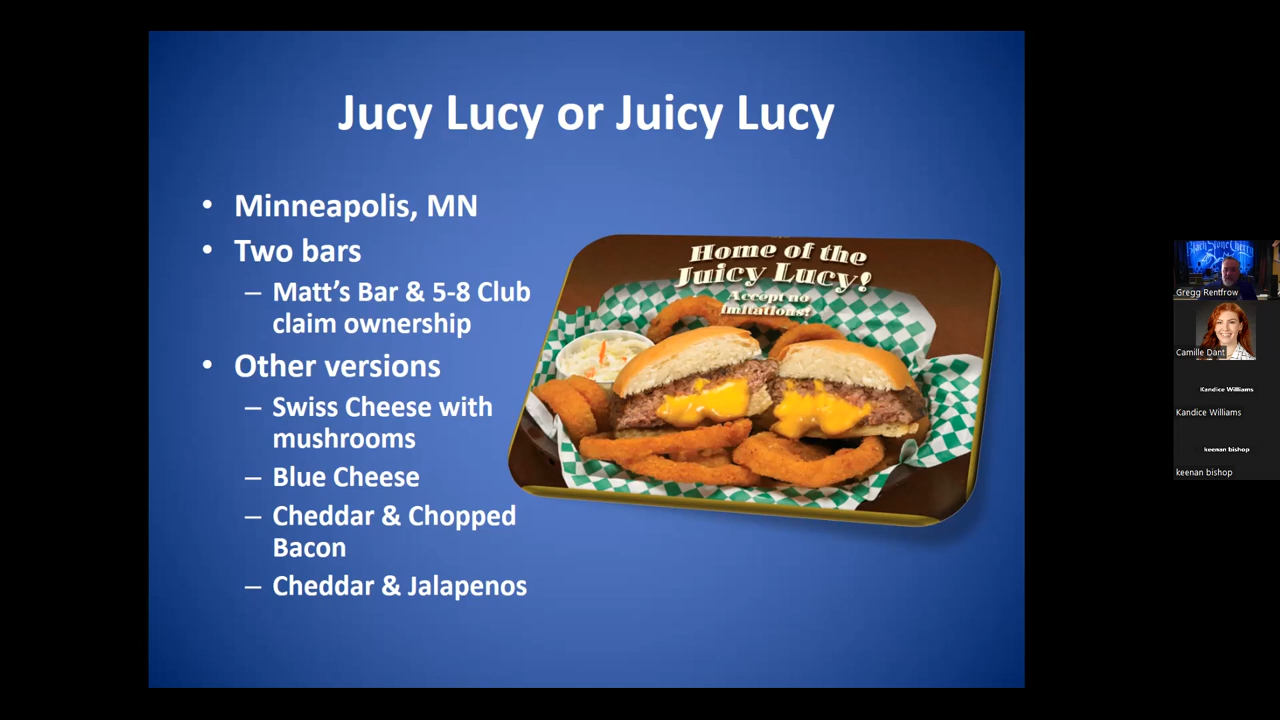 Jucy Lucy or Juicy Lucy
• Minneapolis, MN
• Two bars
– Matt's Bar & 5-8 Club
claim ownership
• Other versions
– Swiss Cheese with
mushrooms
– Blue Cheese
– Cheddar & Chopped
Bacon
– Cheddar & Jalapenos
Home of the
Juicy Lucy!
Accept no
imitations!
Gregg Rentfrow
Camille Dant
Kandice Williams
Kandice Williams
keenan bishop
keenan bishop